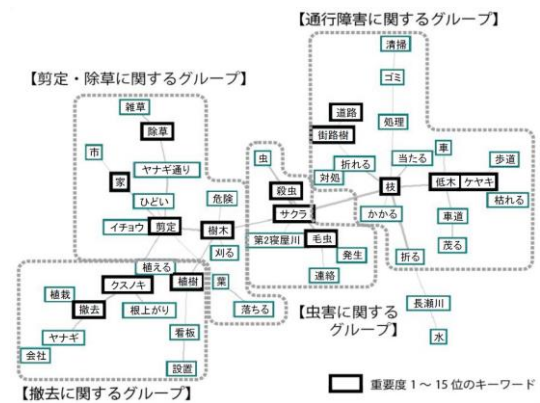 【通行障害に関するグループ】
清掃
ゴミ
【剪定・除草に関するグループ】
雑草
道路
除草
処理
街路樹
市
虫
車
ヤナギ通り
折れる
当たる
歩道
家
殺虫
対処
枝
低木
ケヤキ
ひどい
危険
枯れる
サクラ
かかる
車道
イチョウ
剪定
樹木
第2寝屋川
毛虫
刈る
発生
折る
茂る
植える
クスノキ
植樹
葉
連絡
植栽
撤去
根上がり
落ちる
長瀬川
【虫害に関する
グループ】
ヤナギ
看板
水
会社
設置
重要度1～15位のキーワード
【撤去に関するグループ】